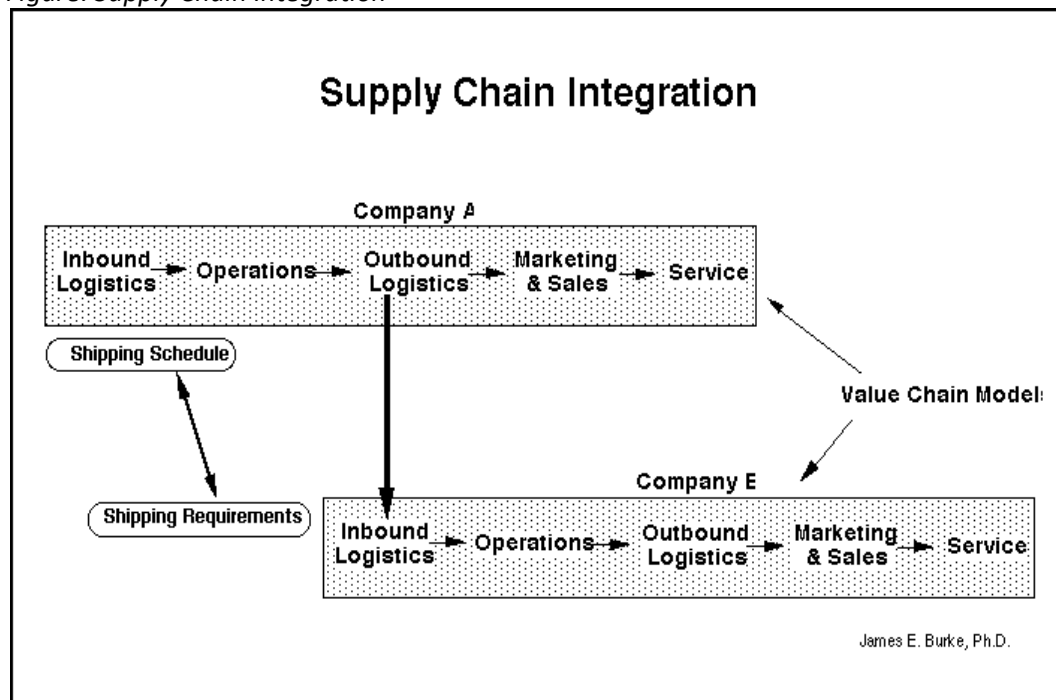 Figure: Supply Chain Integration
Supply Chain Integration
Company A
Inbound
Logistics
Operations
Outbound
Logistics
Marketing
& Sales
Service
Shipping Schedule
Value Chain Models
Shipping Requirements
Company
Inbound
Logistics
Operations
Outbound
Logistics
Marketing
& Sales
Service
James E. Burke, Ph.D.